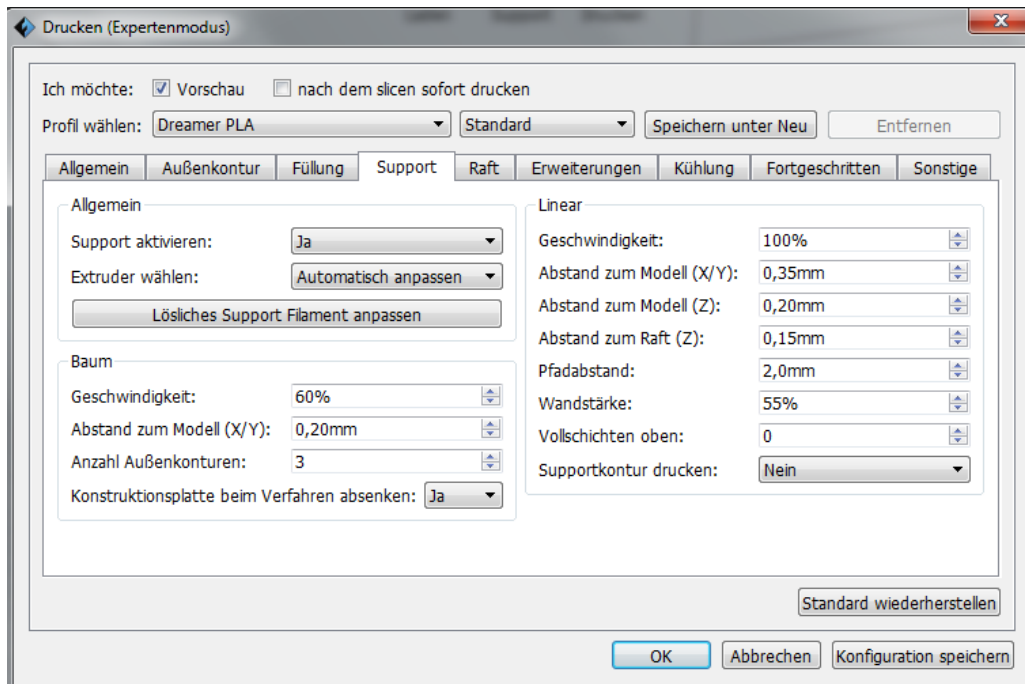 Drucken (Expertenmodus)
Ich möchte: Vorschau nach dem slicen sofort drucken
Profil wählen: Dreamer PLA Standard Speichern unter Neu Entfernen
Allgemein Außenkontur Füllung Support Raft Erweiterungen Kühlung Fortgeschritten Sonstige
Allgemein
Support aktivieren: Ja
Extruder wählen: Automatisch anpassen
Lösliches Support Filament anpassen
Baum
Geschwindigkeit: 60%
Abstand zum Modell (X/Y): 0,20mm
Anzahl Außenkonturen: 3
Konstruktionsplatte beim Verfahren absenken: Ja
Linear
Geschwindigkeit: 100%
Abstand zum Modell (X/Y): 0,35mm
Abstand zum Modell (Z): 0,20mm
Abstand zum Raft (Z): 0,15mm
Pfadabstand: 2,0mm
Wandstärke: 55%
Vollschichten oben: 0
Supportkontur drucken: Nein
Standard wiederherstellen
OK Abbrechen Konfiguration speichern